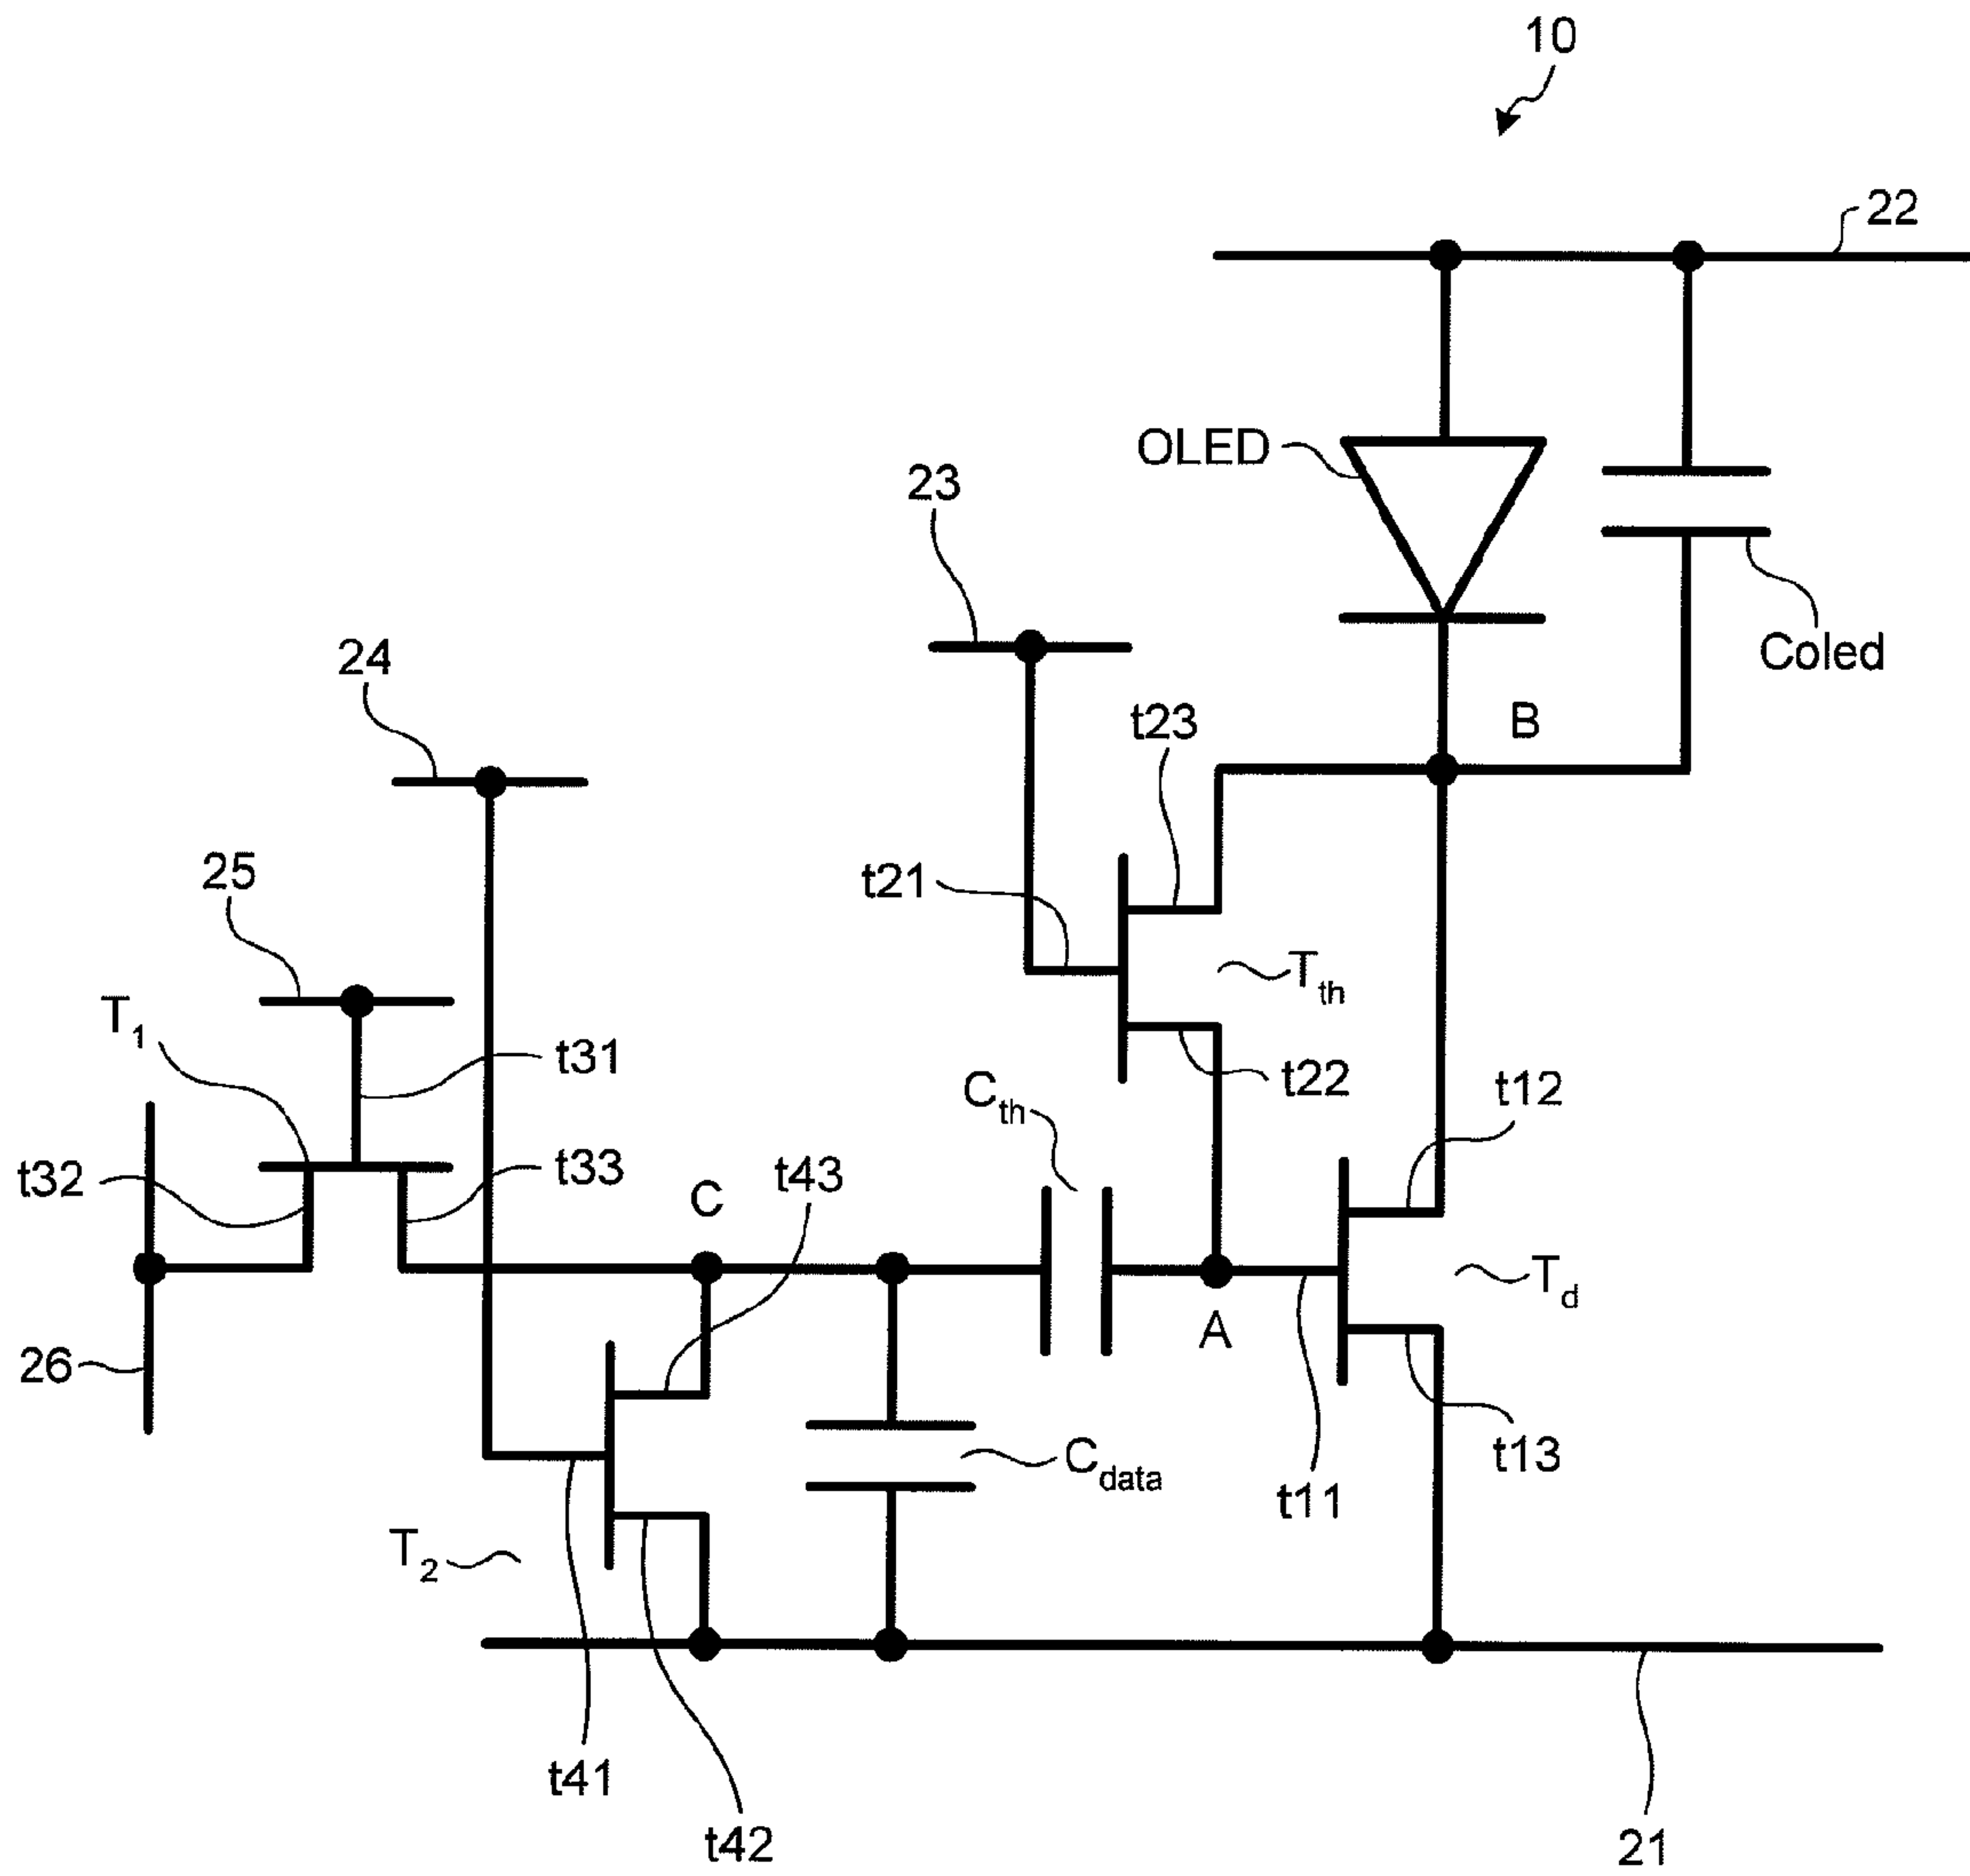 10
22
OLED
23
Coled
24
B
t23
25
t21
T1
Tth
t31
t22
Cth
t12
t32
t33
t43
C
Td
A
26
t13
Cdata
t11
T2
t41
t42
21